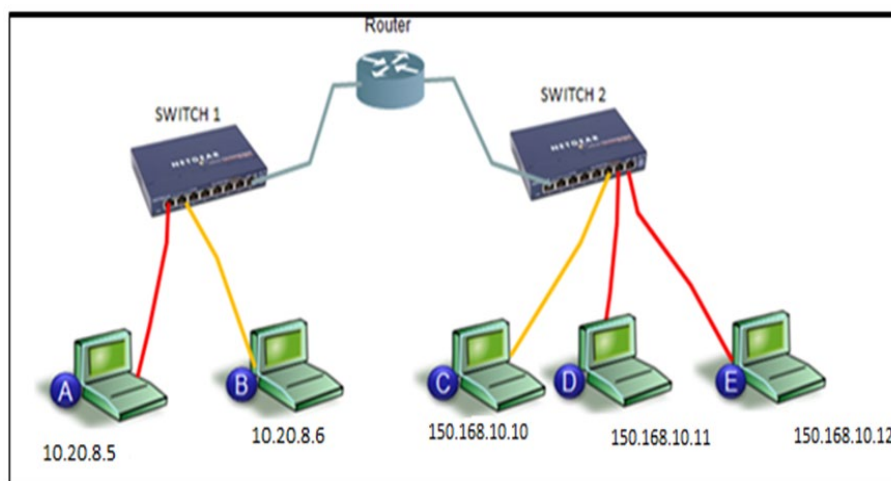 Router
SWITCH 1
SWITCH 2
NETGEAR
NETGEAR
A
B
C
D
E
10.20.8.5
10.20.8.6
150.168.10.10
150.168.10.11
150.168.10.12